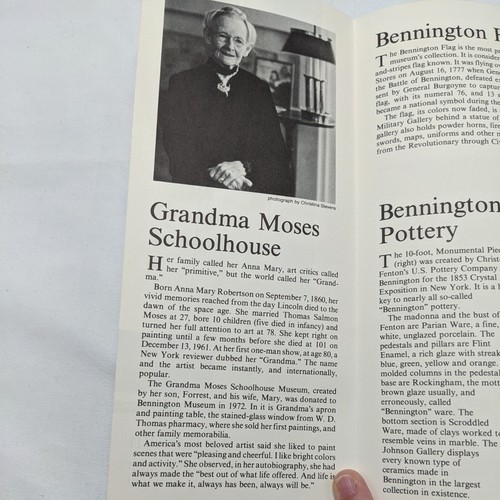 photograph by Christina Stevens
Grandma Moses
Schoolhouse
Her family called her Anna Mary, art critics called
her "primitive," but the world called her "Grand-
ma."
Born Anna Mary Robertson on September 7, 1860, her
vivid memories reached from the day Lincoln died to the
dawn of the space age. She married Thomas Salmon
Moses at 27, bore 10 children (five died in infancy) and
turned her full attention to art at 78. She kept right on
painting until a few months before she died at 101 on
December 13, 1961. At her first one-man show, at age 80, a
New York reviewer dubbed her "Grandma." The name
and the artist became instantly, and internationally,
popular.
The Grandma Moses Schoolhouse Museum, created
by her son, Forrest, and his wife, Mary, was donated to
Bennington Museum in 1972. In it is Grandma's apron
and painting table, the stained-glass window from W. D.
Thomas pharmacy, where she sold her first paintings, and
other family memorabilia.
America's most beloved artist said she liked to paint
scenes that were "pleasing and cheerful. I like bright colors
and activity." She observed, in her autobiography, she had
always made the "best out of what life offered. And life is
what we make it, always has been, always will be."
Bennington
The Bennington Flag is the most
museum's collection. It is consider
and-stripes flag known. It was flying ov
Stores on August 16, 1777 when Gen
the Battle of Bennington, defeated
sent by General Burgoyne to captur
flag, with its numeral 76, and 13 s
became a national symbol during the
The flag, its colors now faded, is
Military Gallery behind a statue of
gallery also holds powder horns, fire
swords, maps, uniforms and other
from the Revolutionary through Ci
Bennington
Pottery
The 10-foot, Monumental Pie
(right) was created by Christ
Fenton's U.S. Pottery Company
Bennington for the 1853 Crystal
Exposition in New York. It is a
key to nearly all so-called
"Bennington" pottery.
The madonna and the bust of
Fenton are Parian Ware, a fine,
white, unglazed porcelain. The
pedestals and pillars are Flint
Enamel, a rich glaze with streak
blue, green, yellow and orange.
molded columns in the pedestal
base are Rockingham, the mott
brown glaze usually, and
erroneously, called
"Bennington" ware. The
bottom section is Scroddled
Ware, made of clays worked to
resemble veins in marble. The
Johnson Gallery displays
every known type of
ceramics made in
Bennington in the largest
collection in existence.